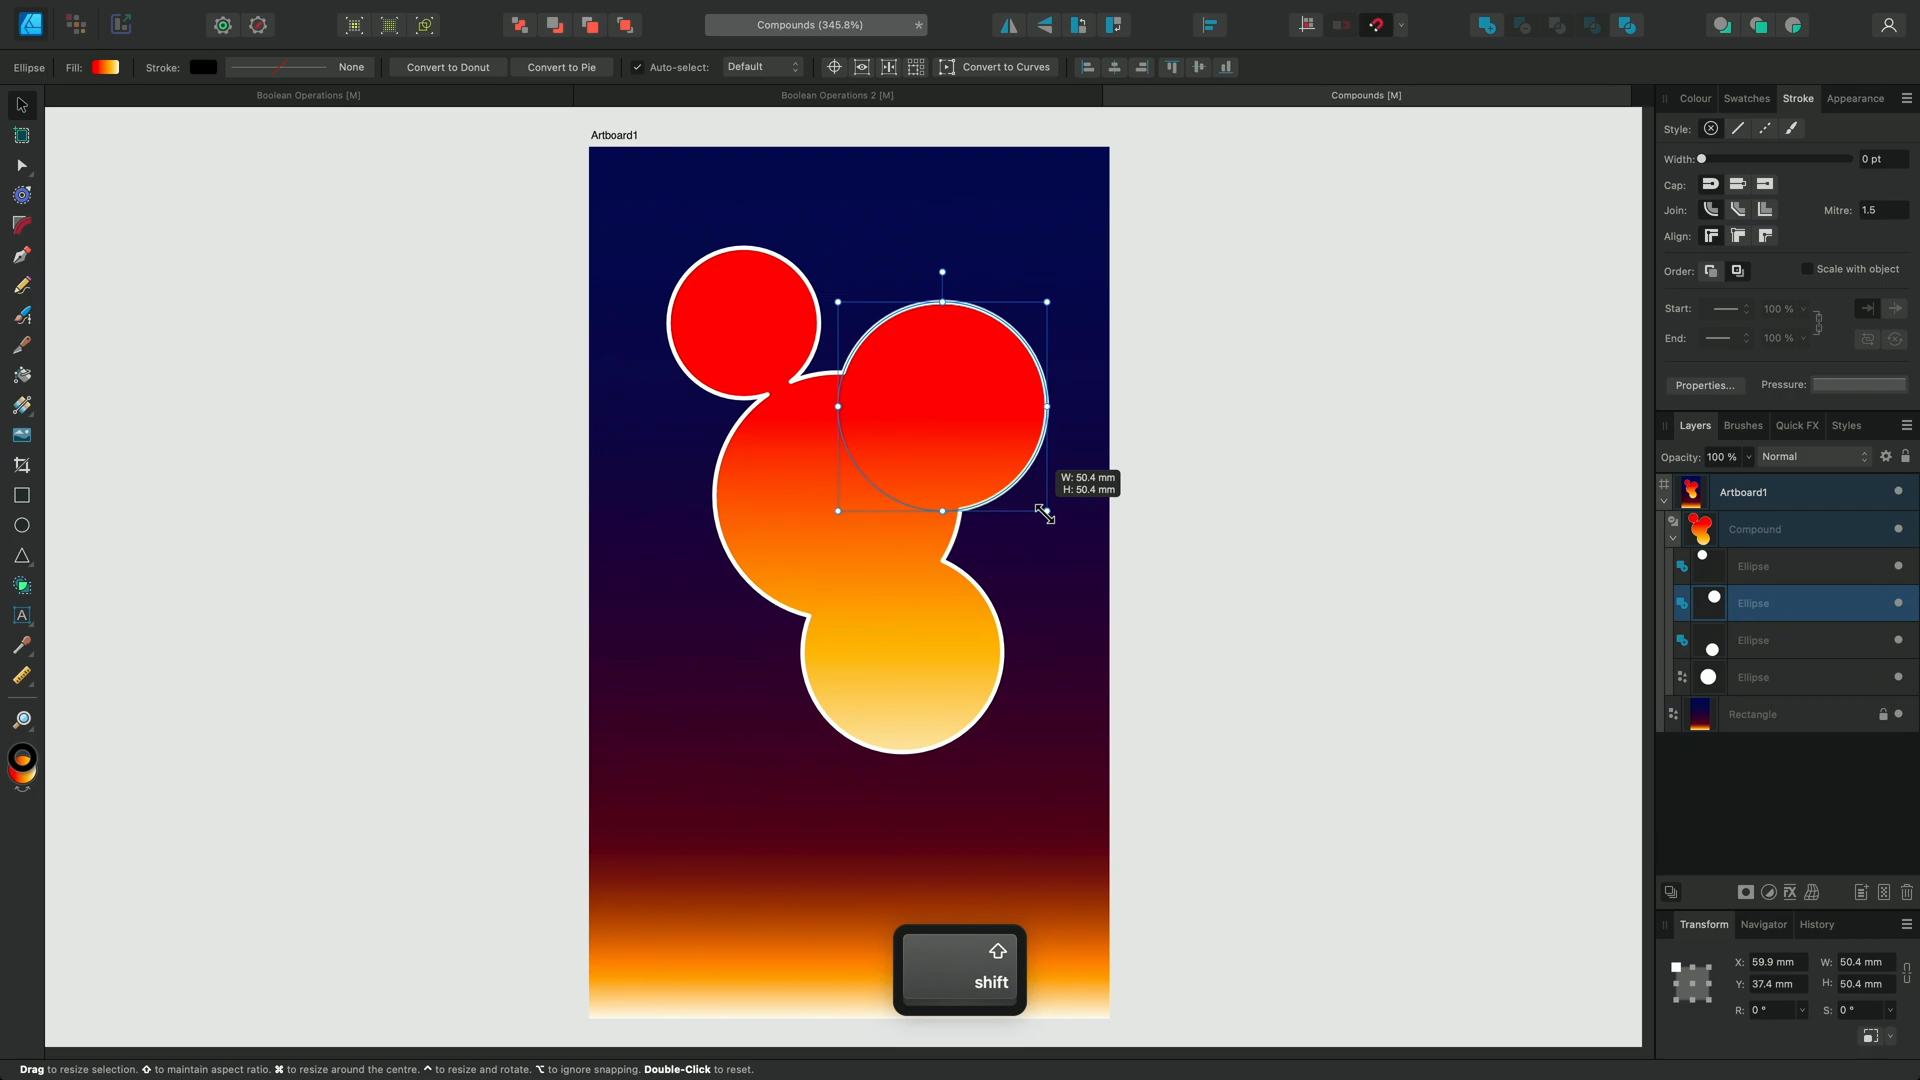 Compounds (345.8%)
*
Ellipse
Fill:
Stroke:
None
Convert to Donut
Convert to Pie
Auto-select:
Default
Convert to Curves
Boolean Operations [M]
Boolean Operations 2 [M]
Compounds [M]
Artboard1
W: 50.4 mm
H: 50.4 mm
shift
Colour Swatches Stroke Appearance
Style:
Width:
0 pt
Cap:
Join:
Mitre: 1.5
Align:
Order:
Scale with object
Start:
100 %
End:
100 %
Properties...
Pressure:
Layers Brushes Quick FX Styles
Opacity: 100 %
Normal
Artboard1
Compound
Ellipse
Ellipse
Ellipse
Ellipse
Rectangle
FX
Transform Navigator History
X: 59.9 mm W: 50.4 mm
Y: 37.4 mm H: 50.4 mm
R: 0 ° S: 0 °
Drag to resize selection. ⇧ to maintain aspect ratio. ⌘ to resize around the centre. ⌃ to resize and rotate. ⌥ to ignore snapping. Double-Click to reset.